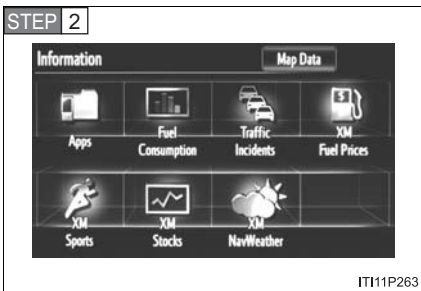 STEP 2
Information
Map Data
Apps
Fuel
Consumption
Traffic
Incidents
XM
Fuel Prices
XM
Sports
XM
Stocks
XM
NavWeather
ITI11P263